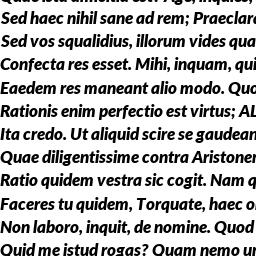 Sed haec nihil sane ad rem; Praeclar
Sed vos squalidius, illorum vides qua
Confecta res esset. Mihi, inquam, qui
Eaedem res maneant alio modo. Quo
Rationis enim perfectio est virtus; AL
Ita credo. Ut aliquid scire se gaudean
Quae diligentissime contra Aristoner
Ratio quidem vestra sic cogit. Nam q
Faceres tu quidem, Torquate, haec o
Non laboro, inquit, de nomine. Quod
Quid me istud rogas? Quam nemo ur